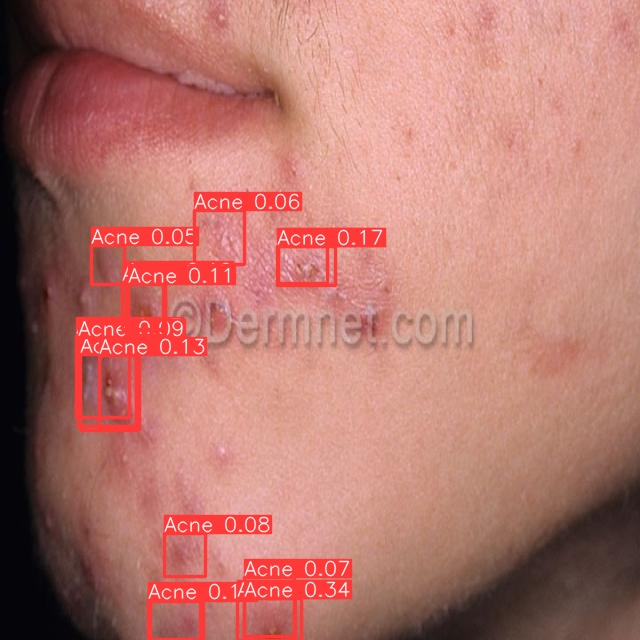 Acne 0.06
Acne 0.05
Acne 0.17
Acne 0.11
©Dermnet.com
Acne 0.09
Acne 0.13
Acne 0.08
Acne 0.07
Acne 0.34